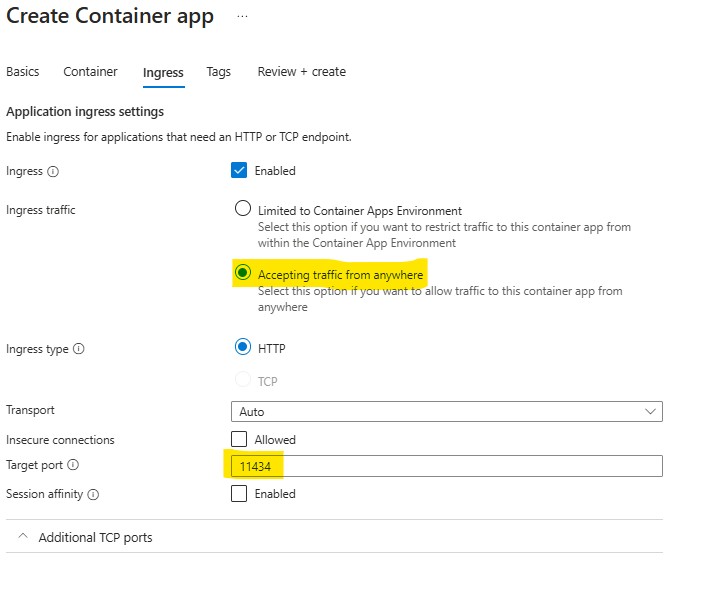 Create Container app ...
Basics Container Ingress Tags Review + create
Application ingress settings
Enable ingress for applications that need an HTTP or TCP endpoint.
Ingress Enabled
Ingress traffic Limited to Container Apps Environment
Select this option if you want to restrict traffic to this container app from
within the Container App Environment
Accepting traffic from anywhere
Select this option if you want to allow traffic to this container app from
anywhere
Ingress type HTTP
TCP
Transport Auto
Insecure connections Allowed
Target port 11434
Session affinity Enabled
Additional TCP ports